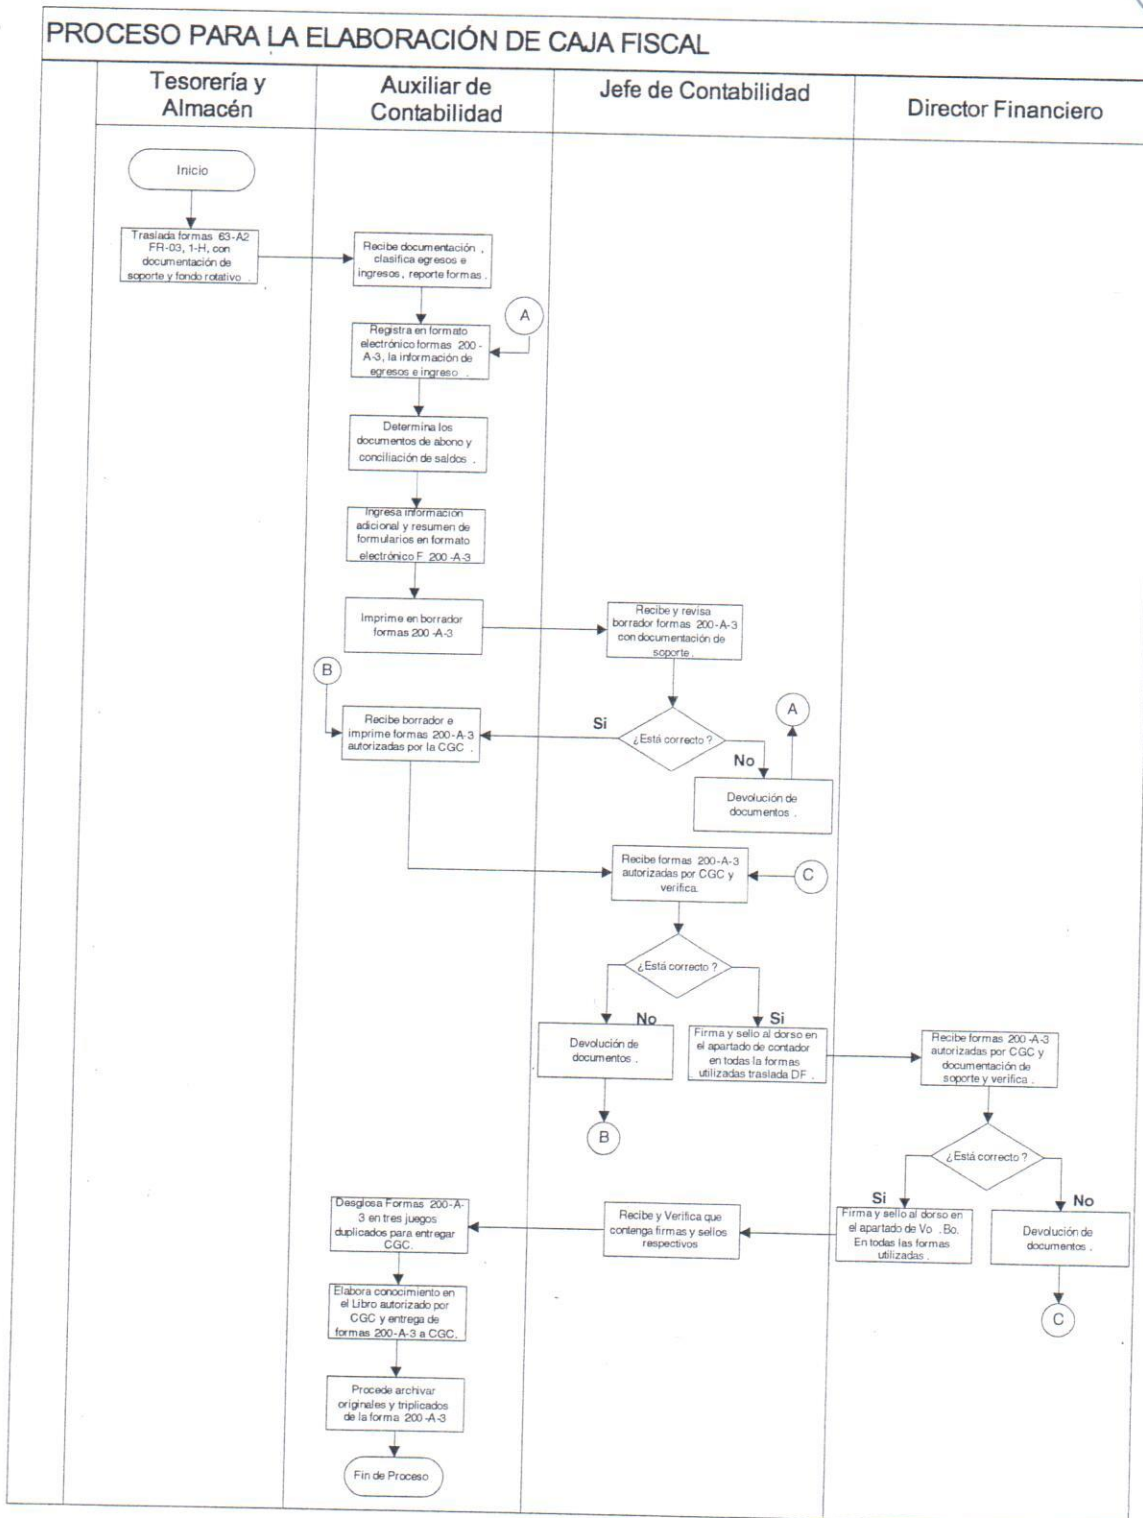 PROCESO PARA LA ELABORACIÓN DE CAJA FISCAL
Tesorería y
Almacén
Auxiliar de
Contabilidad
Jefe de Contabilidad
Director Financiero
Inicio
Traslada formas 63-A2
FR-03, 1-H, con
documentación de
soporte y fondo rotativo .
Recibe documentación ,
clasifica egresos e
ingresos , reporte formas .
A
Registra en formato
electrónico formas 200 -
A-3, la información de
egresos e ingreso .
Determina los
documentos de abono y
conciliación de saldos .
Ingresa información
adicional y resumen de
formularios en formato
electrónico F 200 -A-3
Imprime en borrador
formas 200 -A-3
Recibe y revisa
borrador formas 200-A-3
con documentación de
soporte .
B
Recibe borrador e
imprime formas 200-A-3
autorizadas por la CGC .
Si
¿Está correcto ?
No
A
Devolución de
documentos .
Recibe formas 200-A-3
autorizadas por CGC y
verifica.
C
¿Está correcto ?
No
Si
Devolución de
documentos .
Firma y sello al dorso en
el apartado de contador
en todas la formas
utilizadas traslada DF .
Recibe formas 200 -A-3
autorizadas por CGC y
documentación de
soporte y verifica .
B
¿Está correcto ?
Si
No
Desglosa Formas 200-A-
3 en tres juegos
duplicados para entregar
CGC.
Recibe y Verifica que
contenga firmas y sellos
respectivos
Firma y sello al dorso en
el apartado de Vo .Bo.
En todas las formas
utilizadas .
Devolución de
documentos .
C
Elabora conocimiento en
el Libro autorizado por
CGC y entrega de
formas 200-A-3 a CGC.
Procede archivar
originales y triplicados
de la forma 200 -A-3
Fin de Proceso